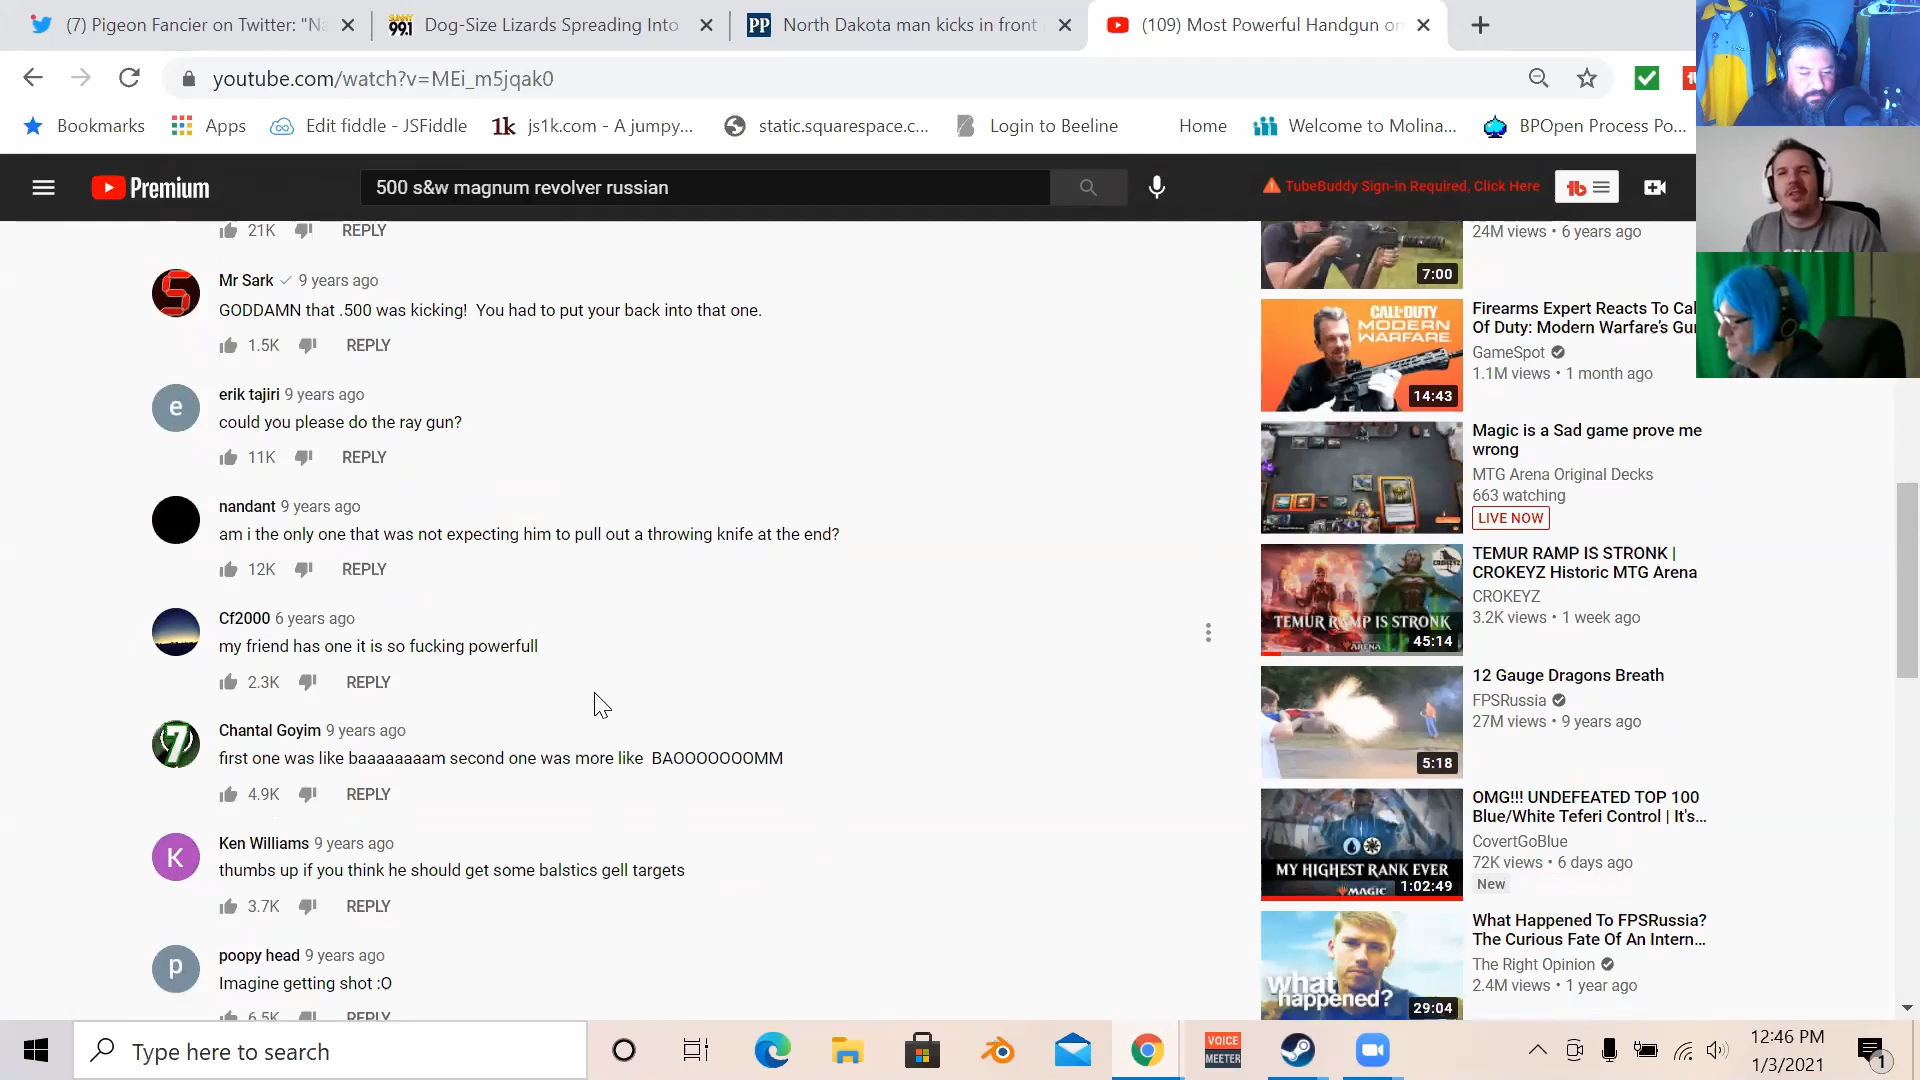 (7) Pigeon Fancier on Twitter: "Na
SUNNY 99.1 Dog-Size Lizards Spreading Into
PP North Dakota man kicks in front
(109) Most Powerful Handgun on
youtube.com/watch?v=MEi_m5jqak0
Bookmarks Apps Edit fiddle - JSFiddle 1k js1k.com - A jumpy... static.squarespace.c... Login to Beeline Home Welcome to Molina... BPOpen Process Po...
Premium
500 s&w magnum revolver russian
TubeBuddy Sign-in Required, Click Here
tb
21K REPLY
Mr Sark 9 years ago
GODDAMN that .500 was kicking! You had to put your back into that one.
1.5K REPLY
e
erik tajiri 9 years ago
could you please do the ray gun?
11K REPLY
nandant 9 years ago
am i the only one that was not expecting him to pull out a throwing knife at the end?
12K REPLY
Cf2000 6 years ago
my friend has one it is so fucking powerfull
2.3K REPLY
7
Chantal Goyim 9 years ago
first one was like baaaaaaaam second one was more like BAOOOOOOOMM
4.9K REPLY
K
Ken Williams 9 years ago
thumbs up if you think he should get some balstics gell targets
3.7K REPLY
p
poopy head 9 years ago
Imagine getting shot :O
6.5K REPLY
7:00
24M views • 6 years ago
CALL OF DUTY
MODERN
WARFARE
14:43
Firearms Expert Reacts To Cal
Of Duty: Modern Warfare's Gu
GameSpot
1.1M views • 1 month ago
Magic is a Sad game prove me
wrong
MTG Arena Original Decks
663 watching
LIVE NOW
CROKEYZ
TEMUR RAMP IS STRONK
ARENA
45:14
TEMUR RAMP IS STRONK |
CROKEYZ Historic MTG Arena
CROKEYZ
3.2K views • 1 week ago
5:18
12 Gauge Dragons Breath
FPSRussia
27M views • 9 years ago
MY HIGHEST RANK EVER
MAGIC
1:02:49
OMG!!! UNDEFEATED TOP 100
Blue/White Teferi Control | It's...
CovertGoBlue
72K views • 6 days ago
New
what
happened?
29:04
What Happened To FPSRussia?
The Curious Fate Of An Intern...
The Right Opinion
2.4M views • 1 year ago
Type here to search
VOICE
MEETER
12:46 PM
1/3/2021
1